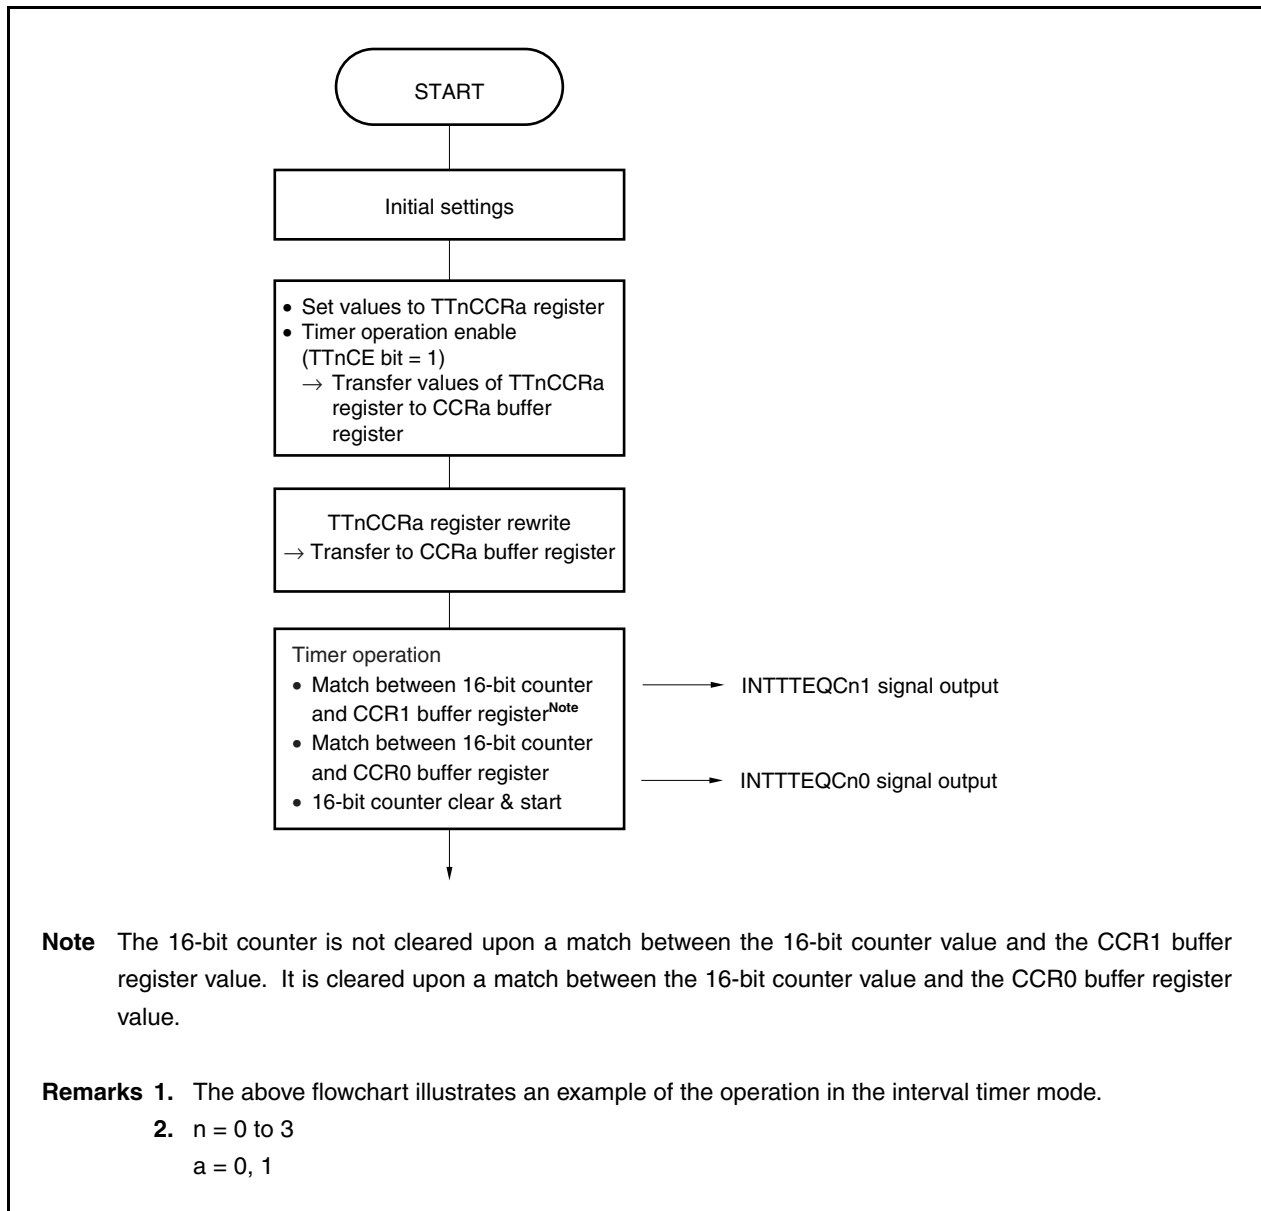 START
Initial settings
• Set values to TTnCCRa register
• Timer operation enable
(TTnCE bit = 1)
→ Transfer values of TTnCCRa
register to CCRa buffer
register
TTnCCRa register rewrite
→ Transfer to CCRa buffer register
Timer operation
• Match between 16-bit counter
and CCR1 buffer registerNote
• Match between 16-bit counter
and CCR0 buffer register
• 16-bit counter clear & start
INTTTEQCn1 signal output
INTTTEQCn0 signal output
Note The 16-bit counter is not cleared upon a match between the 16-bit counter value and the CCR1 buffer
register value. It is cleared upon a match between the 16-bit counter value and the CCR0 buffer register
value.
Remarks 1. The above flowchart illustrates an example of the operation in the interval timer mode.
2. n = 0 to 3
a = 0, 1